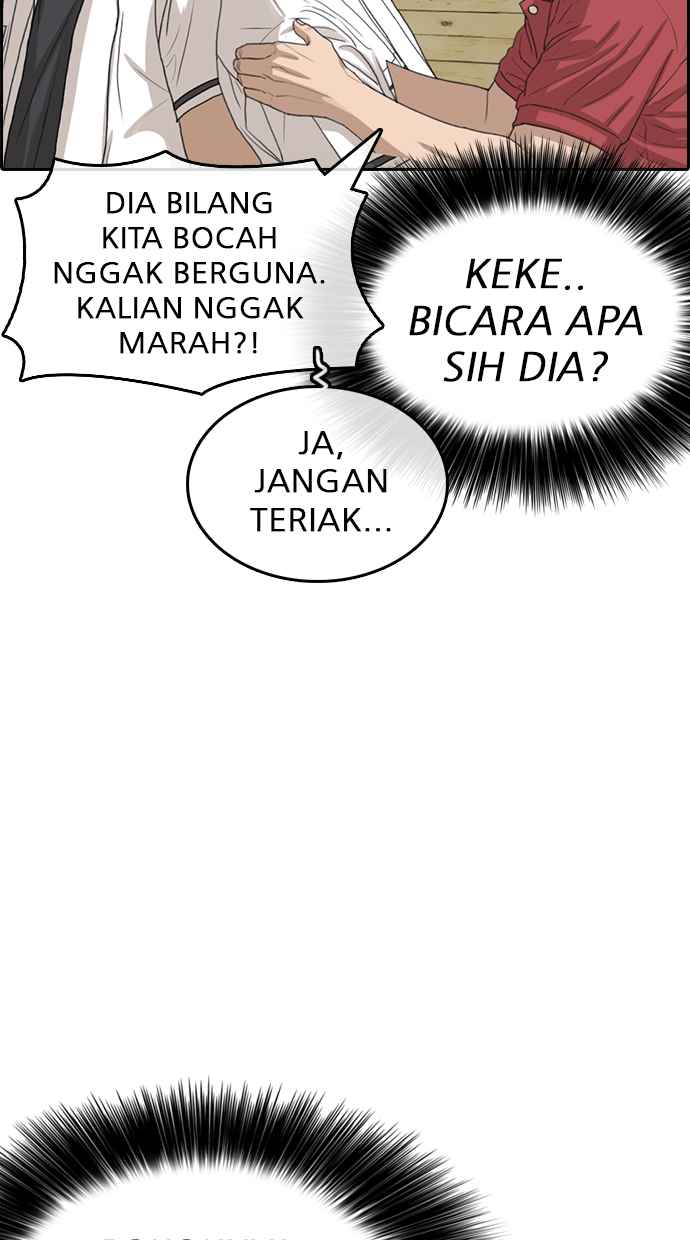 DIA BILANG
KITA BOCAH
NGGAK BERGUNA.
KALIAN NGGAK
MARAH?!
KEKE..
BICARA APA
SIH DIA?
JA,
JANGAN
TERIAK...